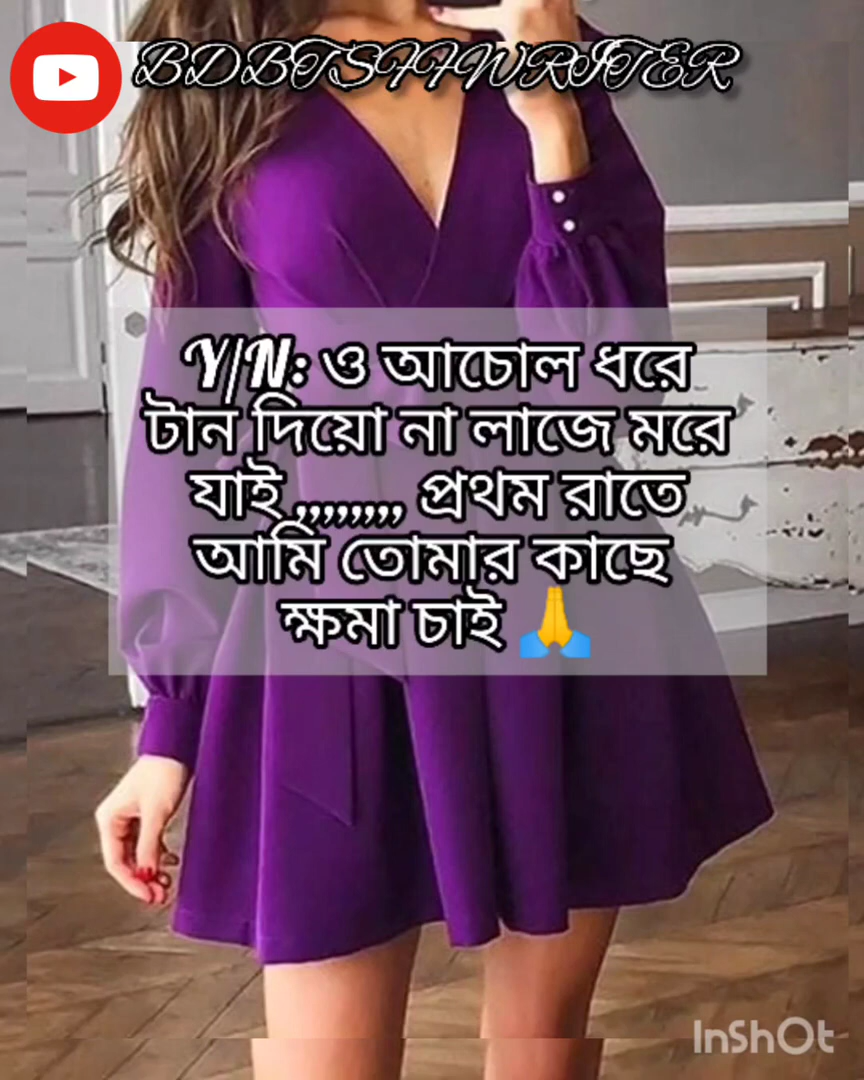 BDBTSFFWRITER
Y/N: ও আচোল ধরে
টান দিয়ো না লাজে মরে
যাই ,,,,,,,,, প্রথম রাতে
আমি তোমার কাছে
ক্ষমা চাই 🙏
InShOt